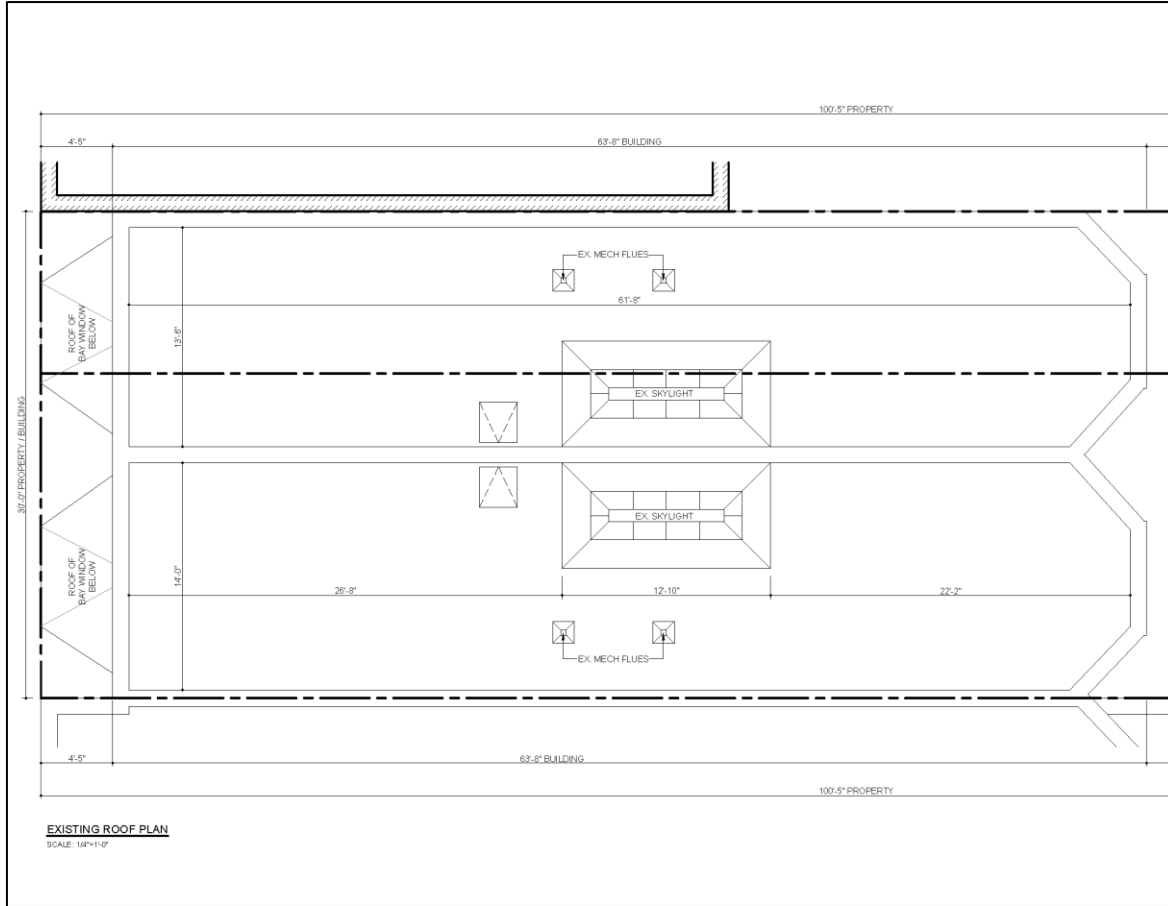 100'-5" PROPERTY
4'-5"
63'-8" BUILDING
EX. MECH FLUES
61'-8"
13'-6"
ROOF OF
BAY WINDOW
BELOW
EX. SKYLIGHT
30'-0" PROPERTY / BUILDING
EX. SKYLIGHT
14'-0"
ROOF OF
BAY WINDOW
BELOW
26'-8"
12'-10"
22'-2"
EX. MECH FLUES
4'-5"
63'-8" BUILDING
100'-5" PROPERTY
EXISTING ROOF PLAN
SCALE: 1/4"=1'-0"